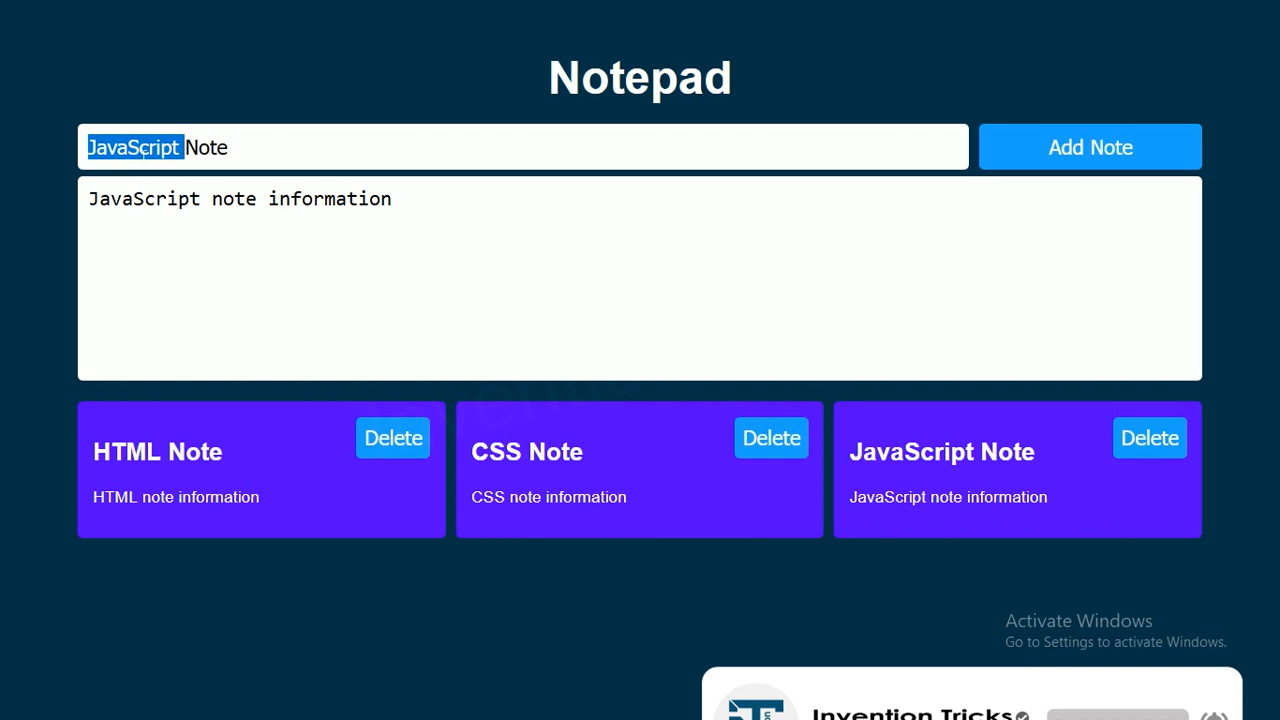 Notepad
JavaScript Note
Add Note
JavaScript note information
HTML Note
Delete
HTML note information
CSS Note
Delete
CSS note information
JavaScript Note
Delete
JavaScript note information
Activate Windows
Go to Settings to activate Windows.
Invention Tricks